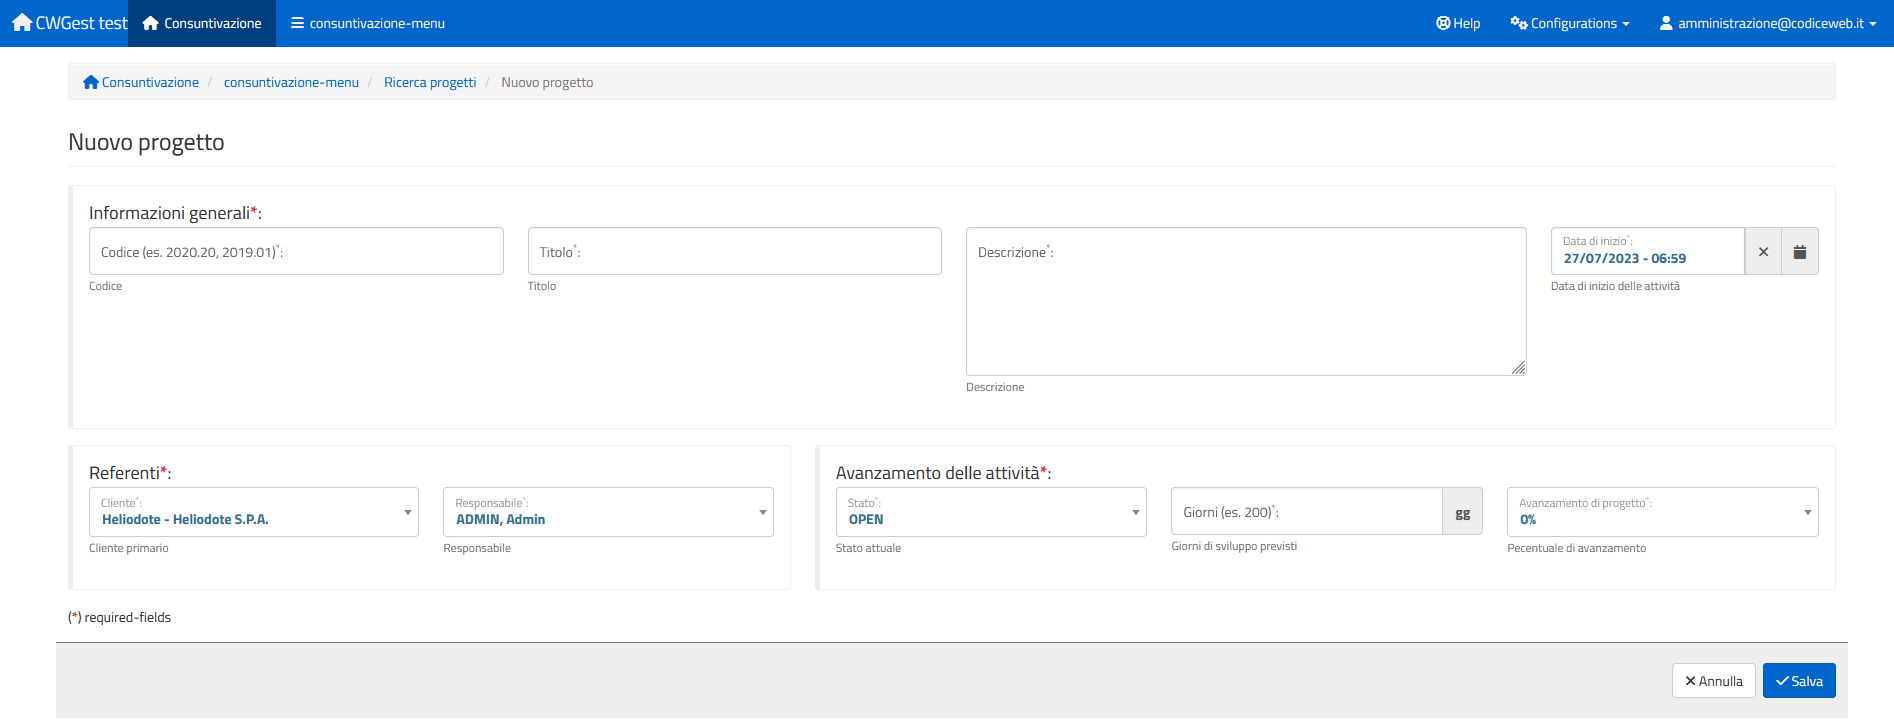 CWGest test Consuntivazione consuntivazione-menu Help Configurations amministrazione@codiceweb.it
Consuntivazione / consuntivazione-menu / Ricerca progetti / Nuovo progetto
Nuovo progetto
Informazioni generali*:
Codice (es. 2020.20, 2019.01)*:
Codice
Titolo*:
Titolo
Descrizione*:
Descrizione
Data di inizio*:
27/07/2023 - 06:59
Data di inizio delle attività
Referenti*:
Cliente*:
Heliodote - Heliodote S.P.A.
Cliente primario
Responsabile*:
ADMIN, Admin
Responsabile
Avanzamento delle attività*:
Stato*:
OPEN
Stato attuale
Giorni (es. 200)*:
gg
Giorni di sviluppo previsti
Avanzamento di progetto*:
0%
Pecentuale di avanzamento
(*) required-fields
Annulla
Salva